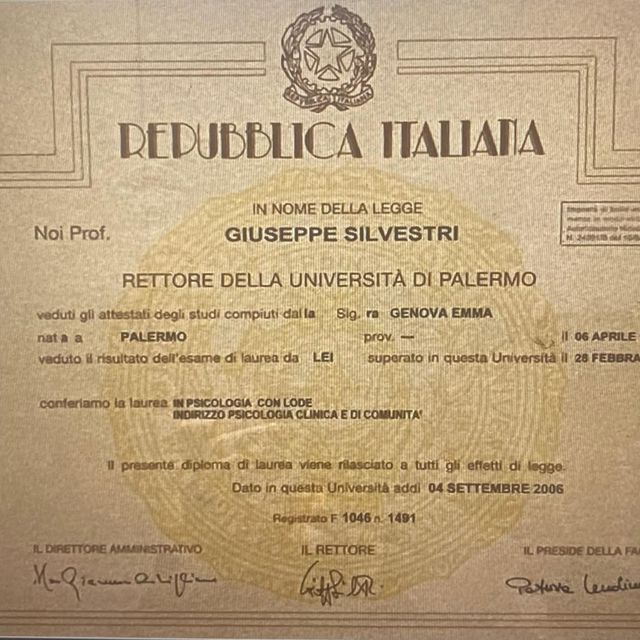 REPUBBLICA ITALIANA
IN NOME DELLA LEGGE
Noi Prof. GIUSEPPE SILVESTRI
RETTORE DELLA UNIVERSITÀ DI PALERMO
veduti gli attestati degli studi compiuti dalla Sig. ra GENOVA EMMA
nat a a PALERMO prov. — il 06 APRILE
veduto il risultato dell'esame di laurea da LEI superato in questa Università il 28 FEBBRA
conferiamo la laurea IN PSICOLOGIA CON LODE
INDIRIZZO PSICOLOGIA CLINICA E DI COMUNITA'
Il presente diploma di laurea viene rilasciato a tutti gli effetti di legge.
Dato in questa Università addì 04 SETTEMBRE 2006
Registrato F. 1046 n. 1491
IL DIRETTORE AMMINISTRATIVO IL RETTORE IL PRESIDE DELLA FA